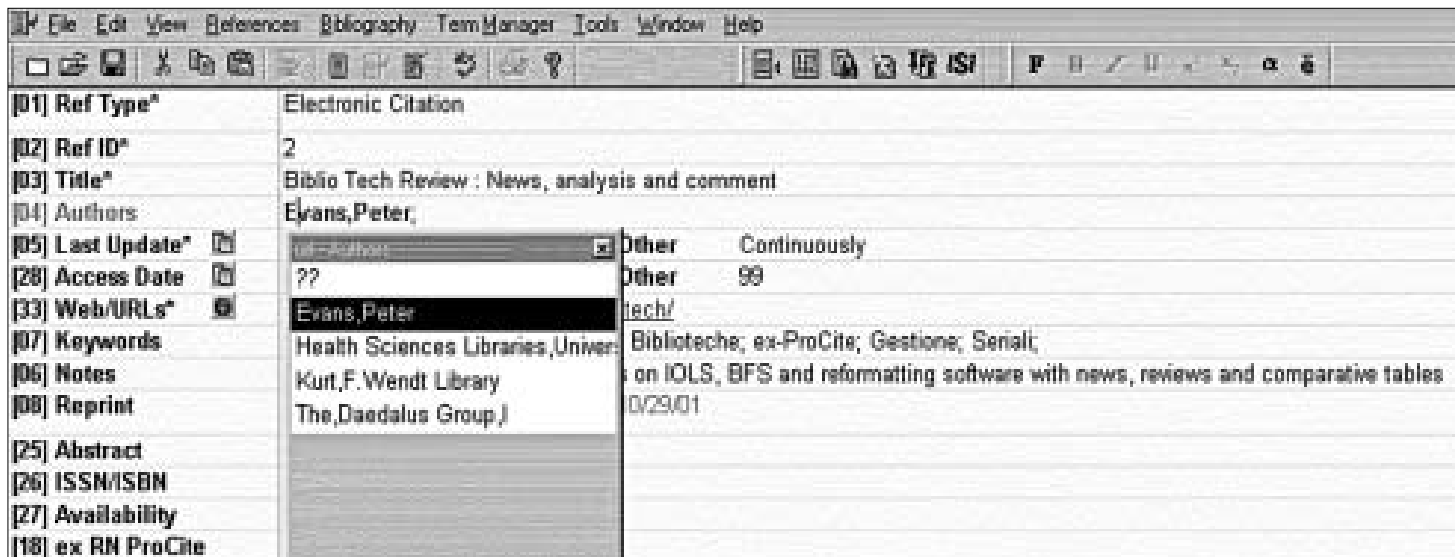 File Edit View References Bibliography Term Manager Tools Window Help
ISI F B I U α ë
[01] Ref Type* Electronic Citation
[02] Ref ID* 2
[03] Title* Biblio Tech Review : News, analysis and comment
[04] Authors Evans,Peter;
[05] Last Update* Other Continuously
[28] Access Date ?? Other 99
[33] Web/URLs* Evans,Peter tech/
[07] Keywords Health Sciences Libraries,Univer Biblioteche; ex-ProCite; Gestione; Seriali;
[06] Notes Kurt,F.Wendt Library on IOLS, BFS and reformatting software with news, reviews and comparative tables
[08] Reprint The,Daedalus Group,I 0/29/01
[25] Abstract
[26] ISSN/ISBN
[27] Availability
[18] ex RN ProCite